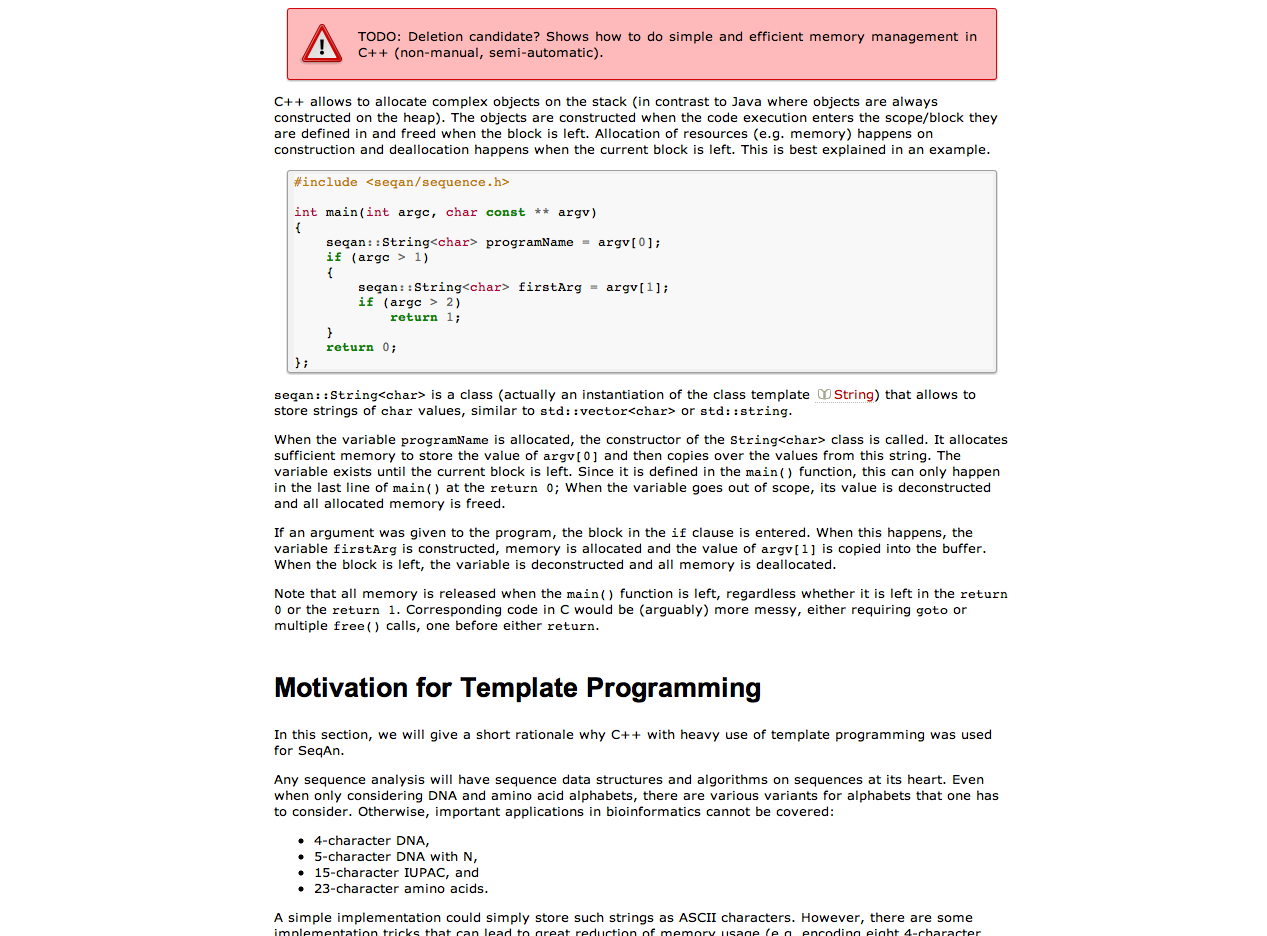 TODO: Deletion candidate? Shows how to do simple and efficient memory management in
C++ (non-manual, semi-automatic).
C++ allows to allocate complex objects on the stack (in contrast to Java where objects are always
constructed on the heap). The objects are constructed when the code execution enters the scope/block they
are defined in and freed when the block is left. Allocation of resources (e.g. memory) happens on
construction and deallocation happens when the current block is left. This is best explained in an example.
#include <seqan/sequence.h>
int main(int argc, char const ** argv)
{
    seqan::String<char> programName = argv[0];
    if (argc > 1)
    {
        seqan::String<char> firstArg = argv[1];
        if (argc > 2)
            return 1;
    }
    return 0;
};
seqan::String<char> is a class (actually an instantiation of the class template String) that allows to
store strings of char values, similar to std::vector<char> or std::string.
When the variable programName is allocated, the constructor of the String<char> class is called. It allocates
sufficient memory to store the value of argv[0] and then copies over the values from this string. The
variable exists until the current block is left. Since it is defined in the main() function, this can only happen
in the last line of main() at the return 0; When the variable goes out of scope, its value is deconstructed
and all allocated memory is freed.
If an argument was given to the program, the block in the if clause is entered. When this happens, the
variable firstArg is constructed, memory is allocated and the value of argv[1] is copied into the buffer.
When the block is left, the variable is deconstructed and all memory is deallocated.
Note that all memory is released when the main() function is left, regardless whether it is left in the return
0 or the return 1. Corresponding code in C would be (arguably) more messy, either requiring goto or
multiple free() calls, one before either return.
Motivation for Template Programming
In this section, we will give a short rationale why C++ with heavy use of template programming was used
for SeqAn.
Any sequence analysis will have sequence data structures and algorithms on sequences at its heart. Even
when only considering DNA and amino acid alphabets, there are various variants for alphabets that one has
to consider. Otherwise, important applications in bioinformatics cannot be covered:
• 4-character DNA,
• 5-character DNA with N,
• 15-character IUPAC, and
• 23-character amino acids.
A simple implementation could simply store such strings as ASCII characters. However, there are some
implementation tricks that can lead to great reduction of memory usage (e.g. encoding eight 4-character